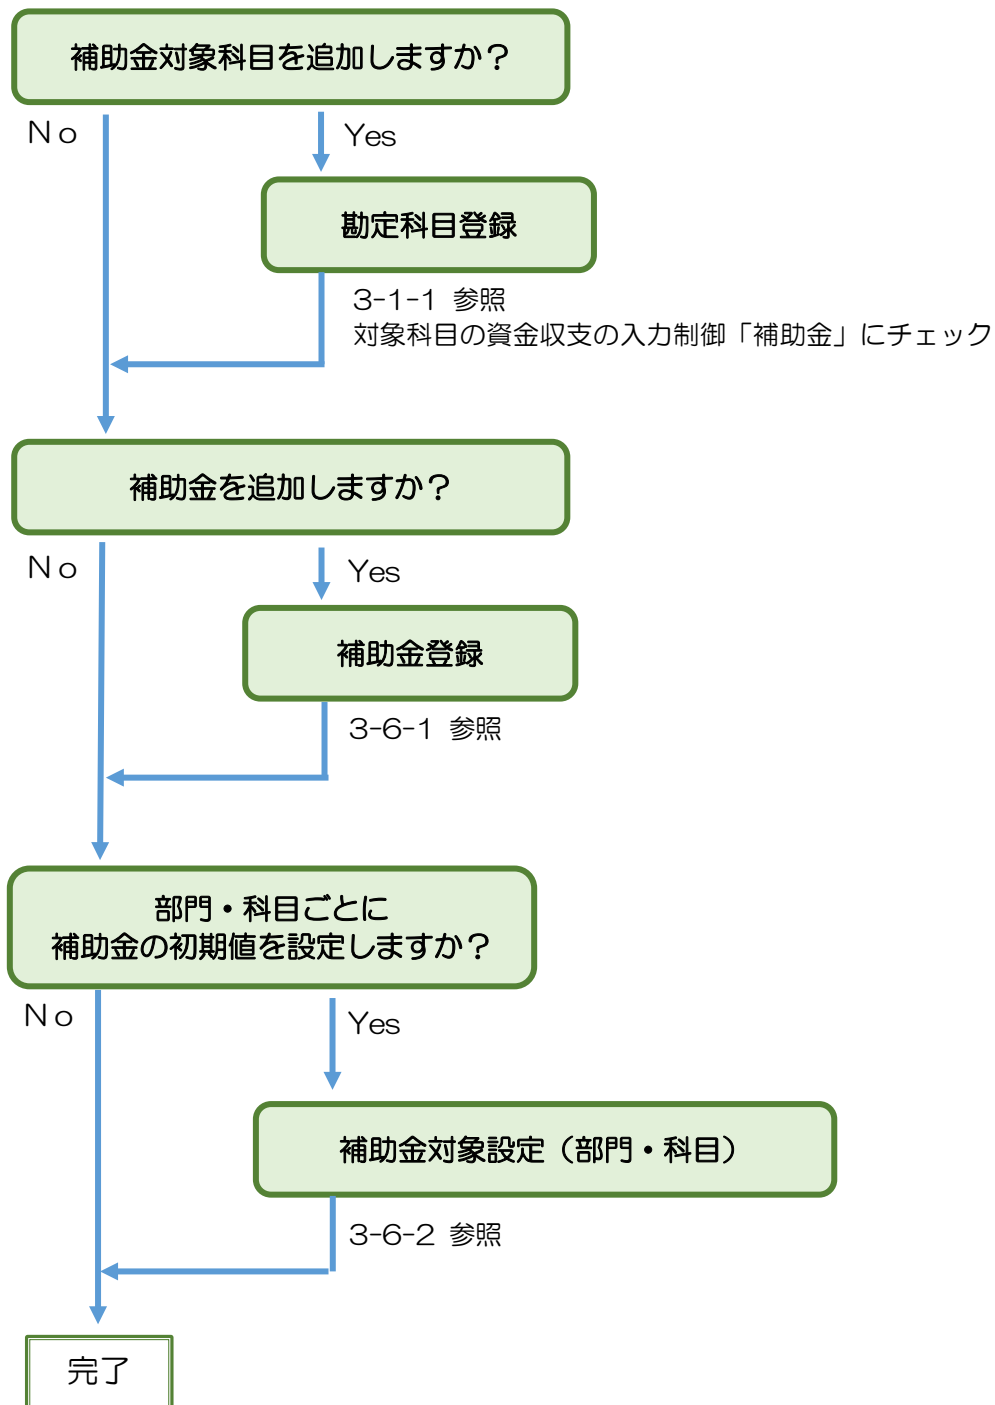 補助金対象科目を追加しますか？
No
Yes
勘定科目登録
3-1-1 参照
対象科目の資金収支の入力制御「補助金」にチェック
補助金を追加しますか？
No
Yes
補助金登録
3-6-1 参照
部門・科目ごとに
補助金の初期値を設定しますか？
No
Yes
補助金対象設定（部門・科目）
3-6-2 参照
完了